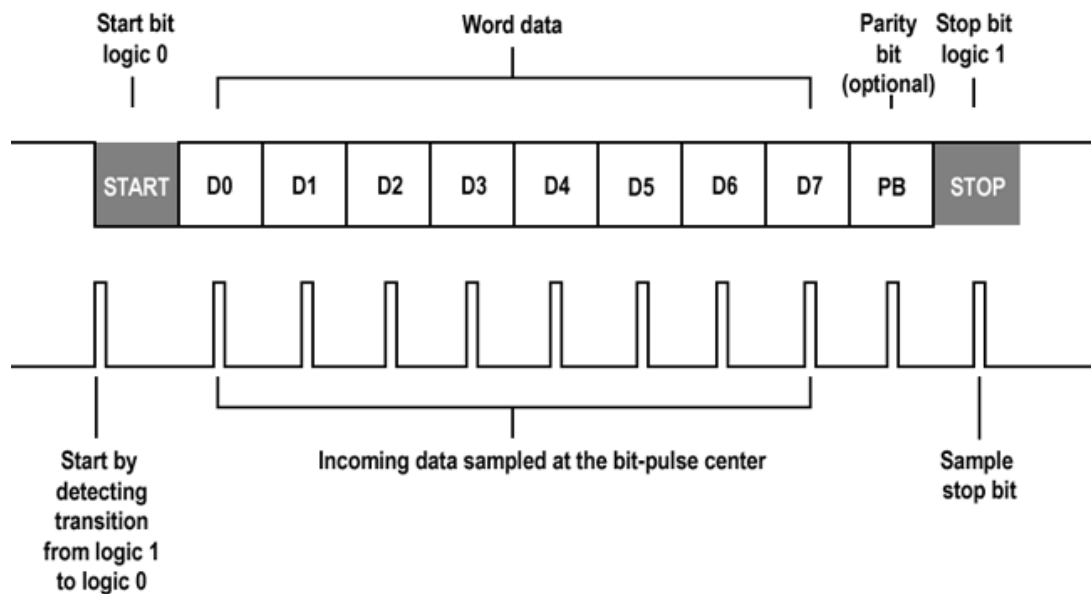 Start bit
logic 0
Word data
Parity
bit
(optional)
Stop bit
logic 1
START
D0
D1
D2
D3
D4
D5
D6
D7
PB
STOP
Start by
detecting
transition
from logic 1
to logic 0
Incoming data sampled at the bit-pulse center
Sample
stop bit